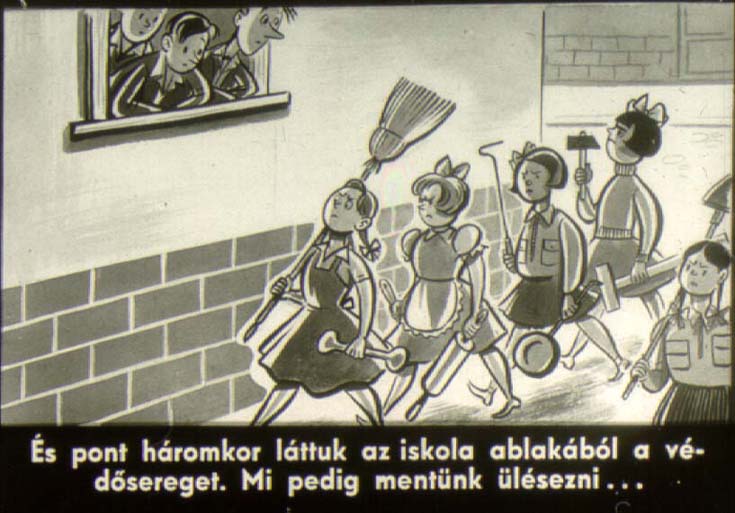 És pont háromkor láttuk az iskola ablakából a vé-
dősereget. Mi pedig mentünk ülésezni...